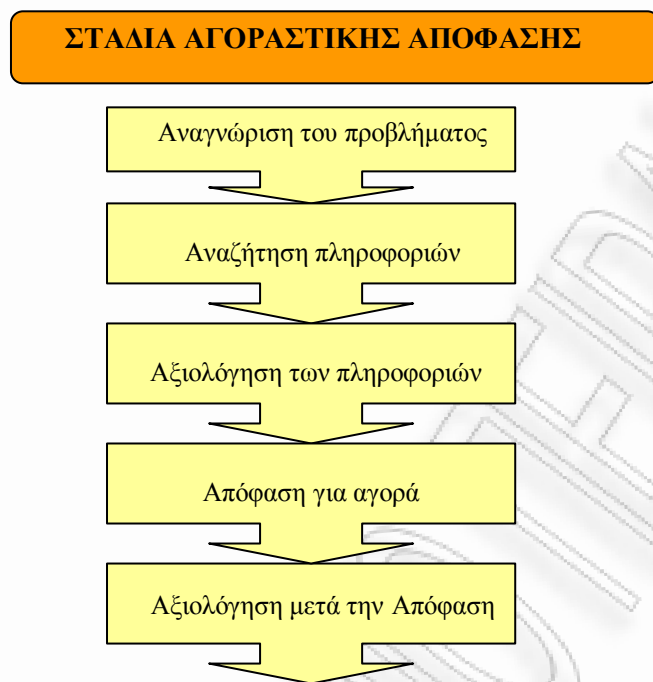 ΣΤΑΔΙΑ ΑΓΟΡΑΣΤΙΚΗΣ ΑΠΟΦΑΣΗΣ
Αναγνώριση του προβλήματος
Αναζήτηση πληροφοριών
Αξιολόγηση των πληροφοριών
Απόφαση για αγορά
Αξιολόγηση μετά την Απόφαση